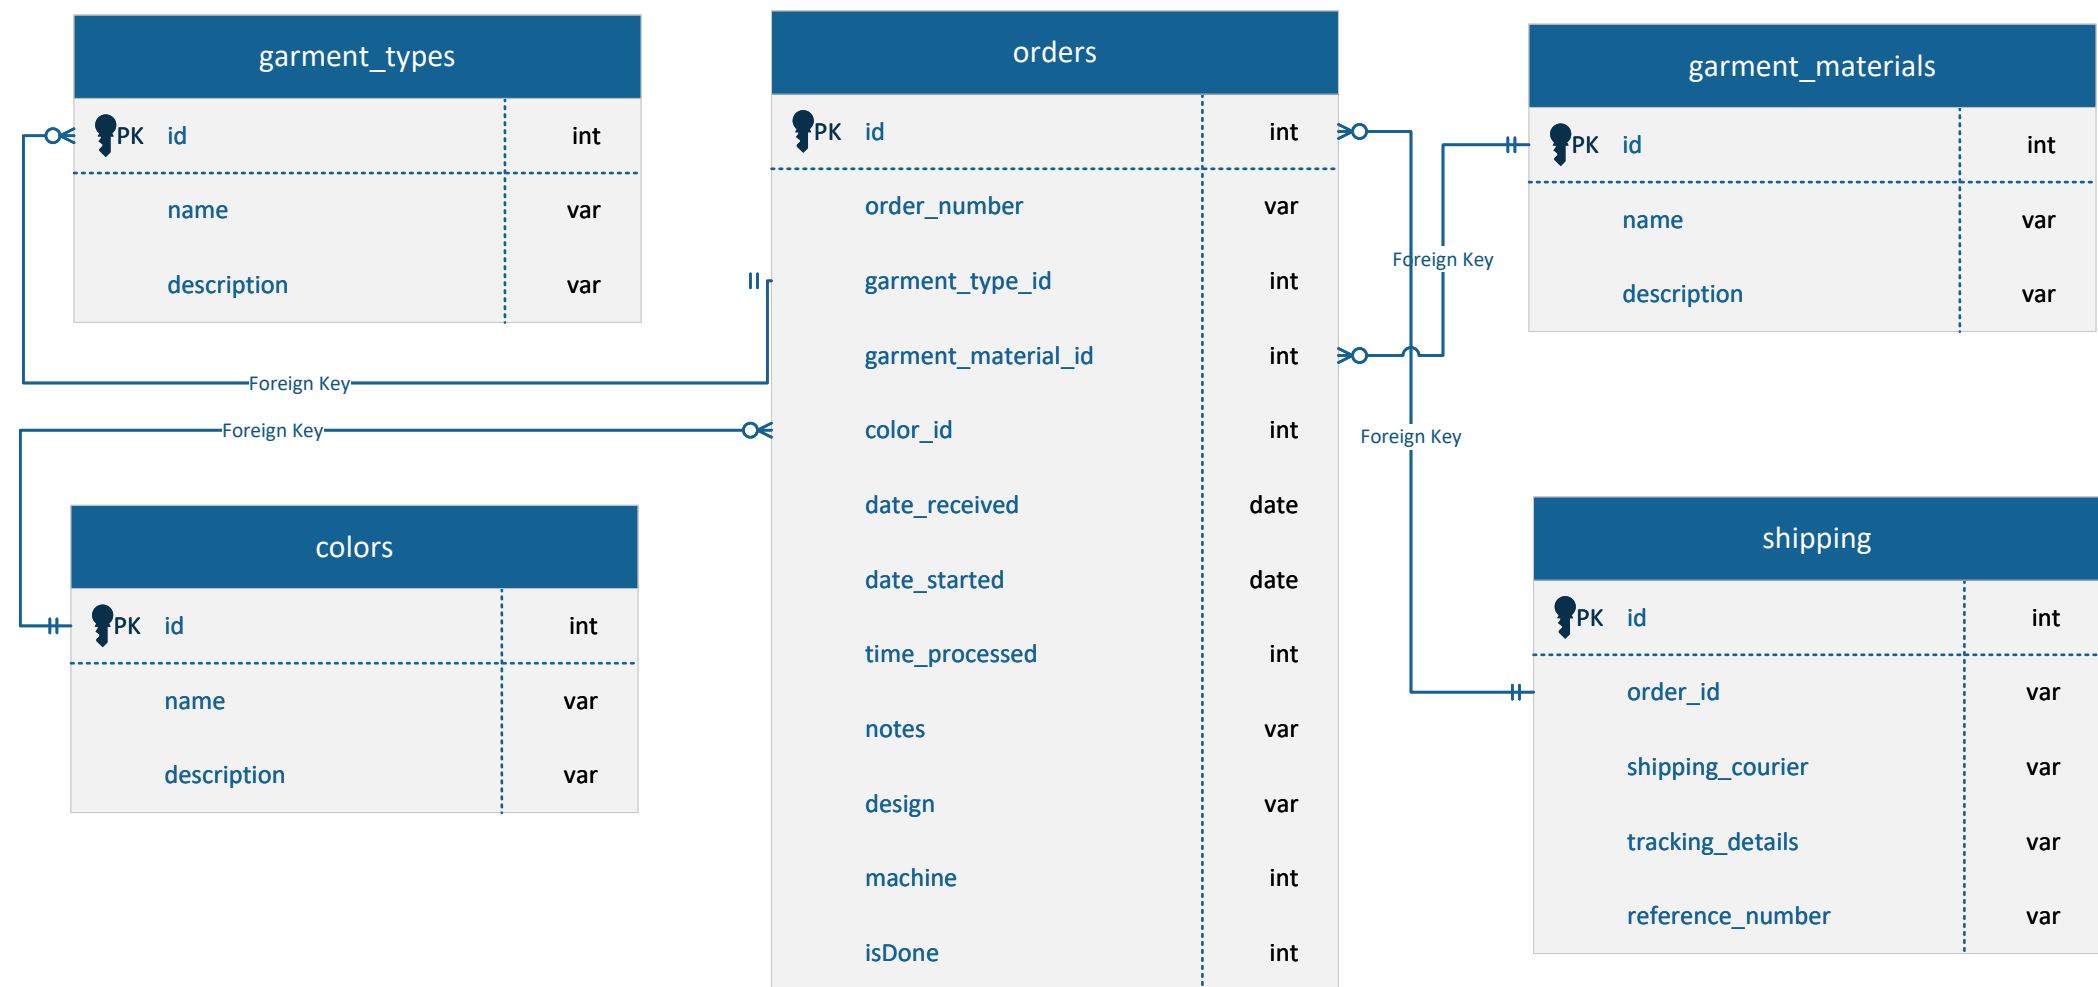 garment_types
PK id int
name var
description var
orders
PK id int
order_number var
garment_type_id int
garment_material_id int
color_id int
date_received date
date_started date
time_processed int
notes var
design var
machine int
isDone int
garment_materials
PK id int
name var
description var
Foreign Key
Foreign Key
Foreign Key
Foreign Key
colors
PK id int
name var
description var
shipping
PK id int
order_id var
shipping_courier var
tracking_details var
reference_number var